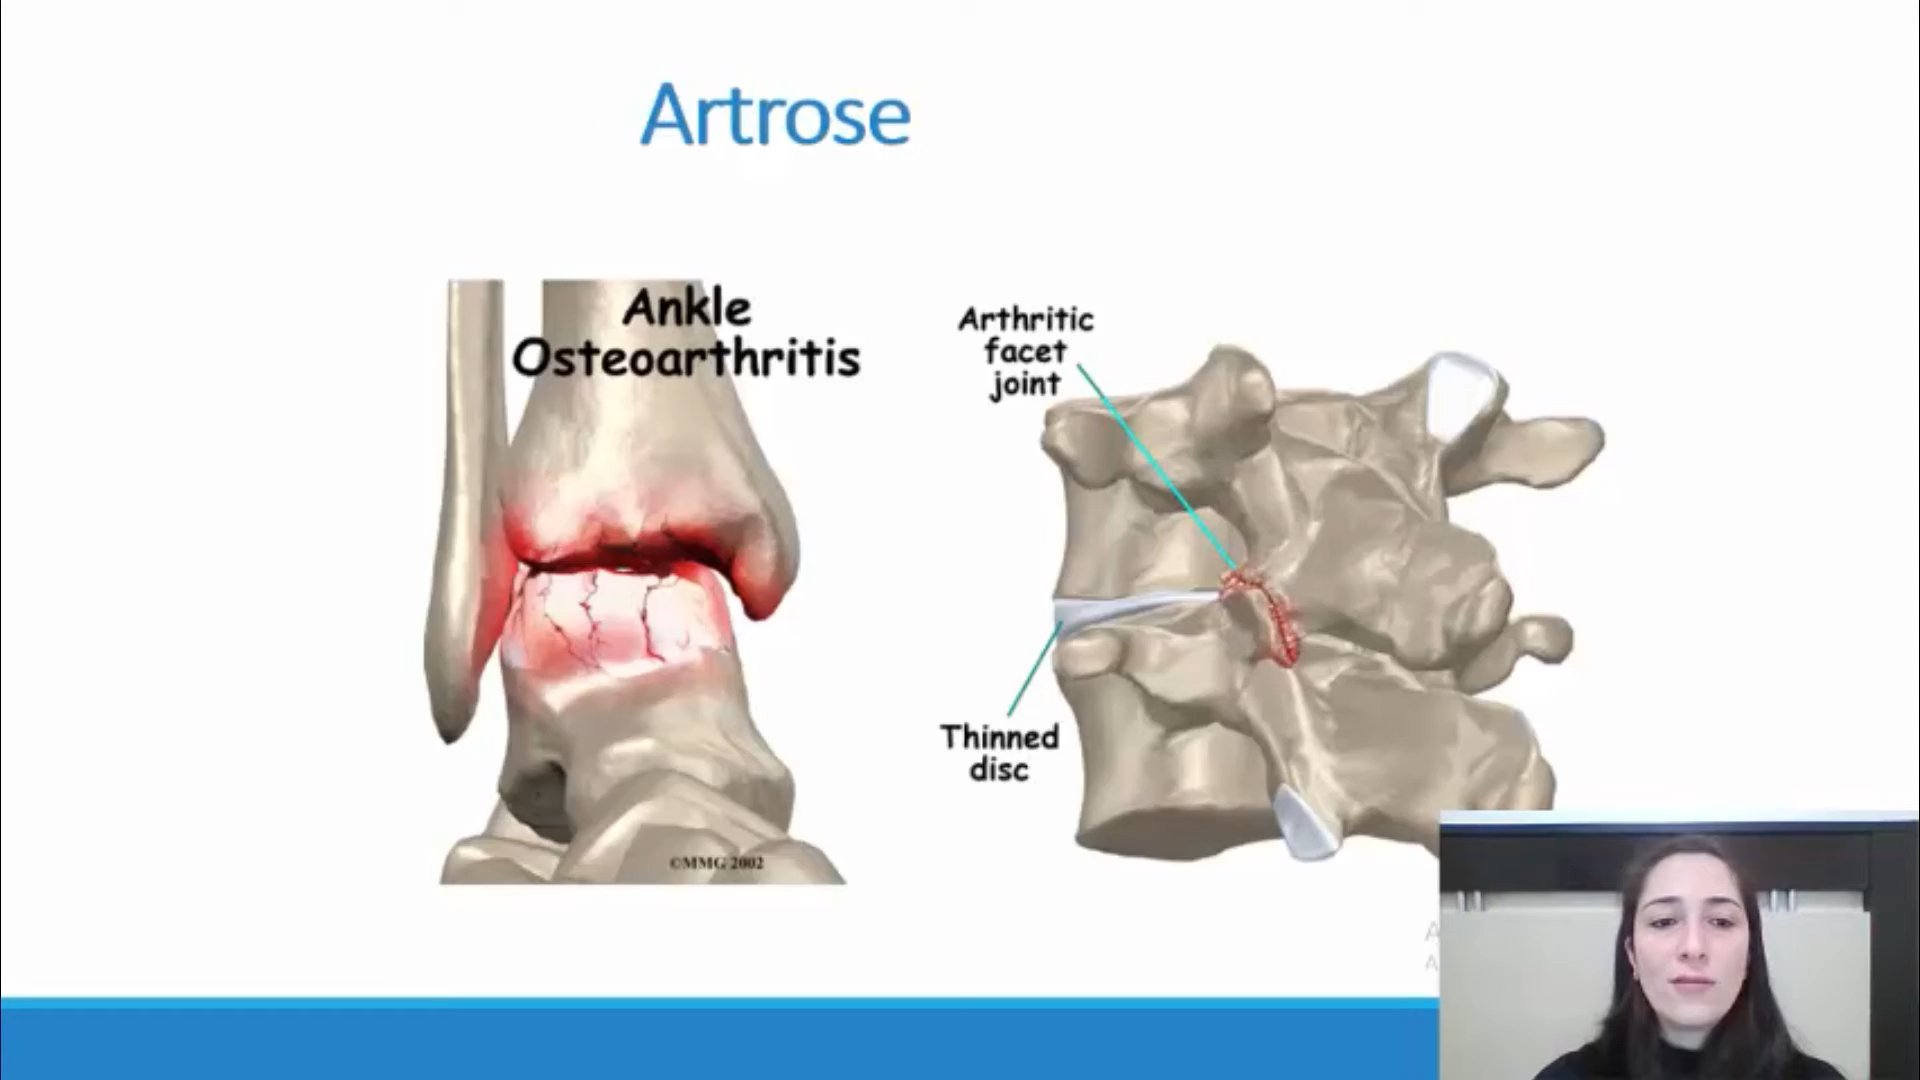 Artrose
Ankle
Osteoarthritis
Arthritic
facet
joint
Thinned
disc
©MMG 2002
A
A